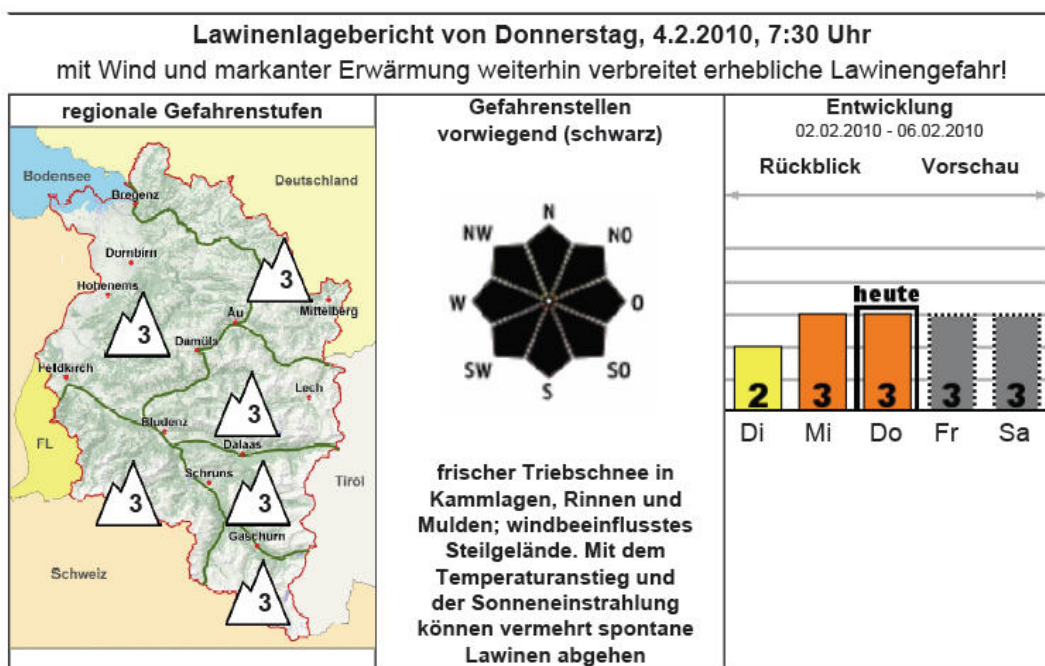 Lawinenlagebericht von Donnerstag, 4.2.2010, 7:30 Uhr
mit Wind und markanter Erwärmung weiterhin verbreitet erhebliche Lawinengefahr!
regionale Gefahrenstufen
Bodensee
Deutschland
Bregenz
Dornbirn
3
Hohenems
Mittelberg
3
Au
Damüls
Feldkirch
Lech
3
Bludenz
FL
Dalaas
Schruns
Tirol
3
3
Gaschurn
Schweiz
3
Gefahrenstellen
vorwiegend (schwarz)
N
NW
NO
W
O
SW
SO
S
frischer Triebschnee in
Kammlagen, Rinnen und
Mulden; windbeeinflusstes
Steilgelände. Mit dem
Temperaturanstieg und
der Sonneneinstrahlung
können vermehrt spontane
Lawinen abgehen
Entwicklung
02.02.2010 - 06.02.2010
Rückblick Vorschau
heute
2 3 3 3 3
Di Mi Do Fr Sa